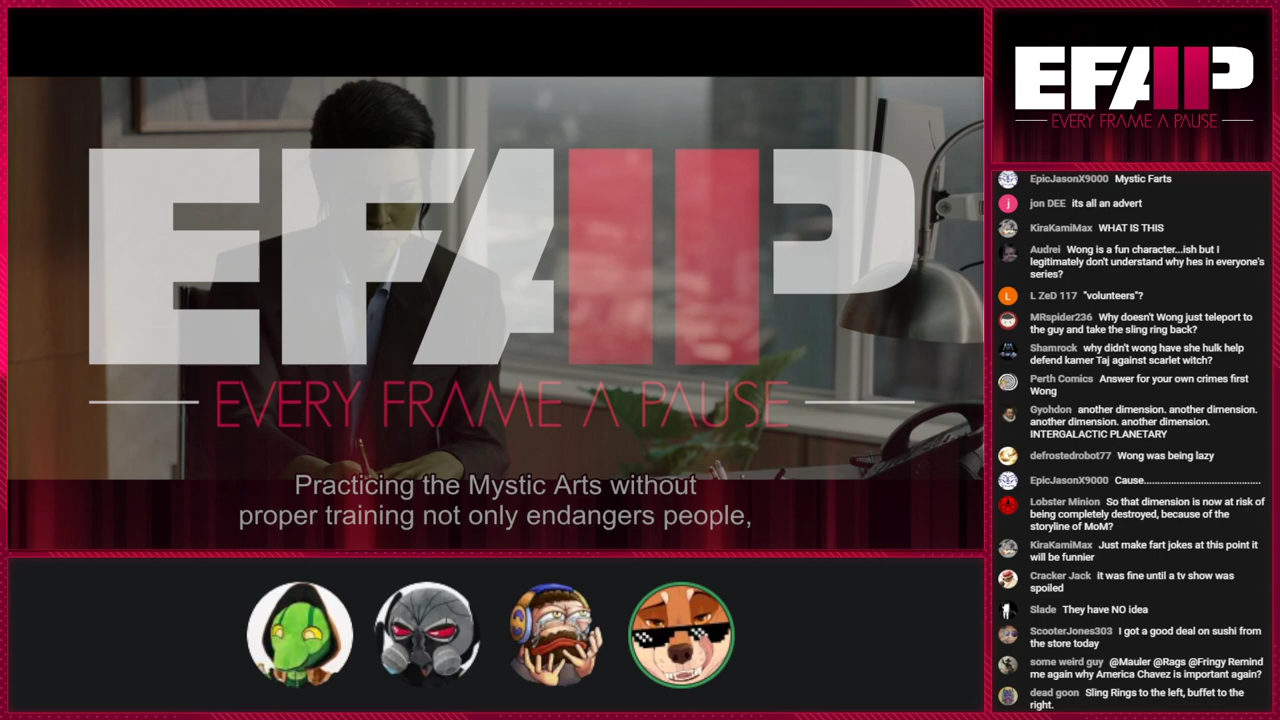 EFAP
EVERY FRAME A PAUSE
Practicing the Mystic Arts without
proper training not only endangers people,
EFAP
EVERY FRAME A PAUSE
EpicJasonX9000 Mystic Farts
jon DEE its all an advert
KiraKamiMax WHAT IS THIS
Audrei Wong is a fun character...ish but I
legitimately don't understand why hes in everyone's
series?
L ZeD 117 "volunteers"?
MRspider236 Why doesn't Wong just teleport to
the guy and take the sling ring back?
Shamrock why didn't wong have she hulk help
defend kamer Taj against scarlet witch?
Perth Comics Answer for your own crimes first
Wong
Gyohdon another dimension. another dimension.
another dimension. another dimension.
INTERGALACTIC PLANETARY
defrostedrobot77 Wong was being lazy
EpicJasonX9000 Cause..........................................
Lobster Minion So that dimension is now at risk of
being completely destroyed, because of the
storyline of MoM?
KiraKamiMax Just make fart jokes at this point it
will be funnier
Cracker Jack it was fine until a tv show was
spoiled
Slade They have NO idea
ScooterJones303 I got a good deal on sushi from
the store today
some weird guy @Mauler @Rags @Fringy Remind
me again why America Chavez is important again?
dead goon Sling Rings to the left, buffet to the
right.